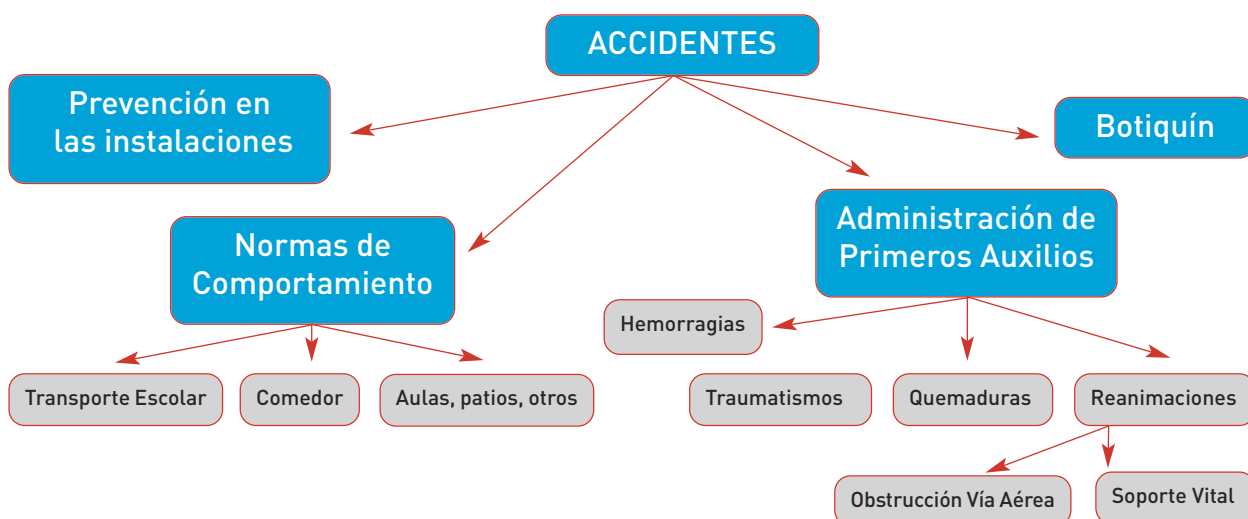 ACCIDENTES
Prevención en
las instalaciones
Botiquín
Normas de
Comportamiento
Administración de
Primeros Auxilios
Hemorragias
Transporte Escolar
Comedor
Aulas, patios, otros
Traumatismos
Quemaduras
Reanimaciones
Obstrucción Vía Aérea
Soporte Vital